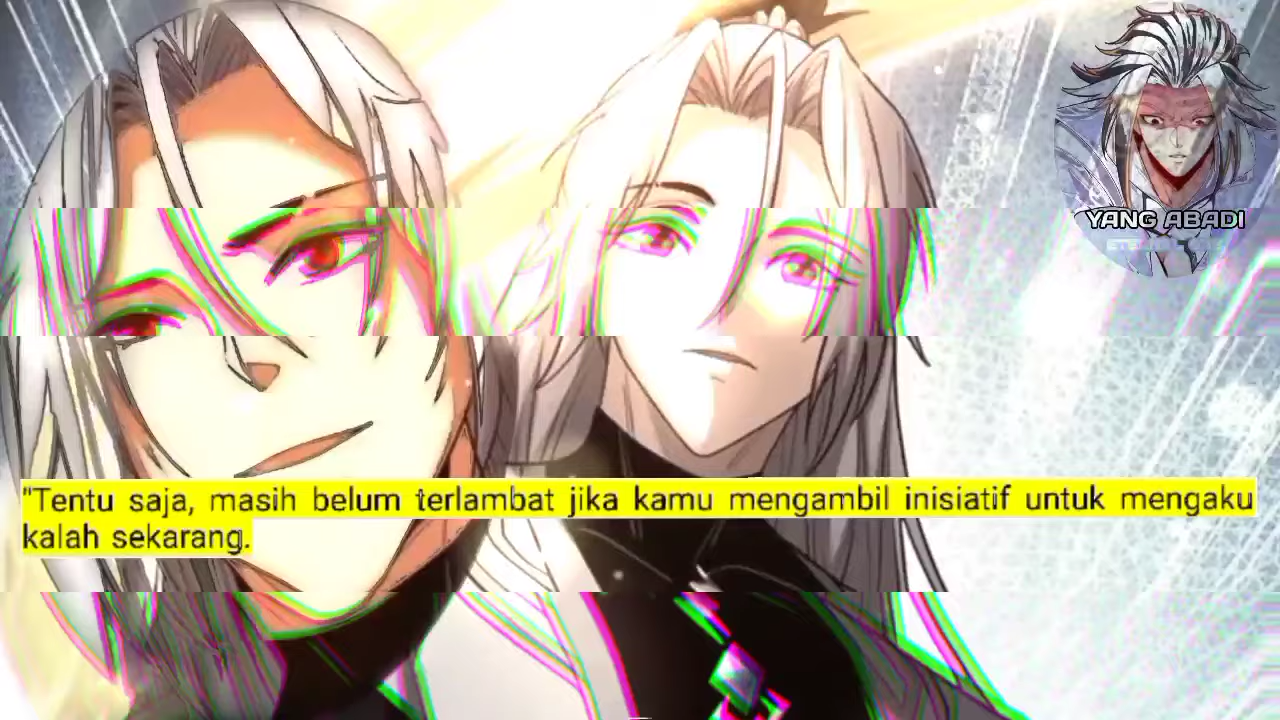 YANG ABADI
"Tentu saja, masih belum terlambat jika kamu mengambil inisiatif untuk mengaku
kalah sekarang.